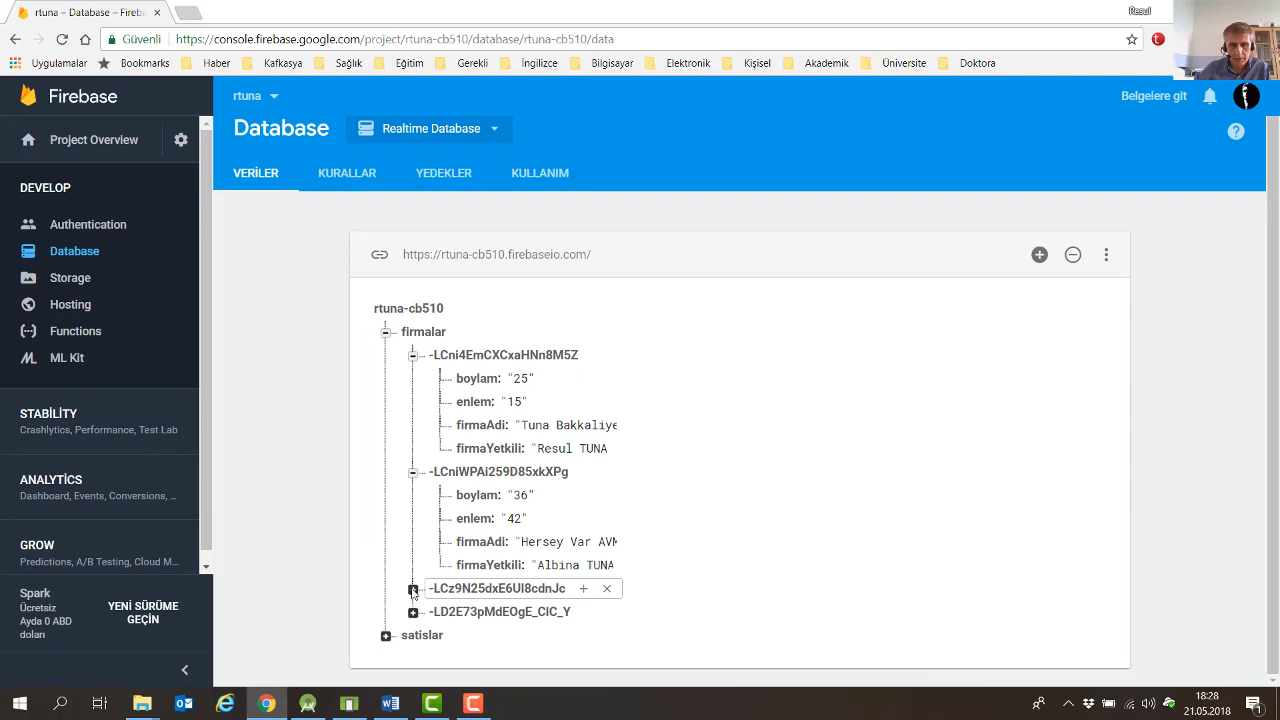 rtuna – Database – Firebase
Resul
Güvenli
https://console.firebase.google.com/project/rtuna-cb510/database/rtuna-cb510/data
Uygulamalar
Bookmarks
Haber
Kafkasya
Sağlık
Eğitim
Gerekli
İngilizce
Bilgisayar
Elektronik
Kişisel
Akademik
Üniversite
Doktora
Firebase
rtuna
Belgelere git
Database
Realtime Database
Project Overview
VERİLER
KURALLAR
YEDEKLER
KULLANIM
DEVELOP
Authentication
Database
Storage
Hosting
Functions
ML Kit
STABİLİTY
Crashlytics, Performance, Test Lab
ANALYTİCS
Dashboard, Events, Conversions, ...
GROW
Predictions, A/B Testing, Cloud M...
Spark
Ücretsiz
Ayda 0 ABD
doları
YENİ SÜRÜME
GEÇİN
https://rtuna-cb510.firebaseio.com/
rtuna-cb510
firmalar
-LCni4EmCXCxaHNn8M5Z
boylam: "25"
enlem: "15"
firmaAdi: "Tuna Bakkaliye
firmaYetkili: "Resul TUNA
-LCniWPAi259D85xkXPg
boylam: "36"
enlem: "42"
firmaAdi: "Hersey Var AVM
firmaYetkili: "Albina TUNA
-LCz9N25dxE6Ul8cdnJc
-LD2E73pMdEOgE_CIC_Y
satislar
18:28
21.05.2018
1